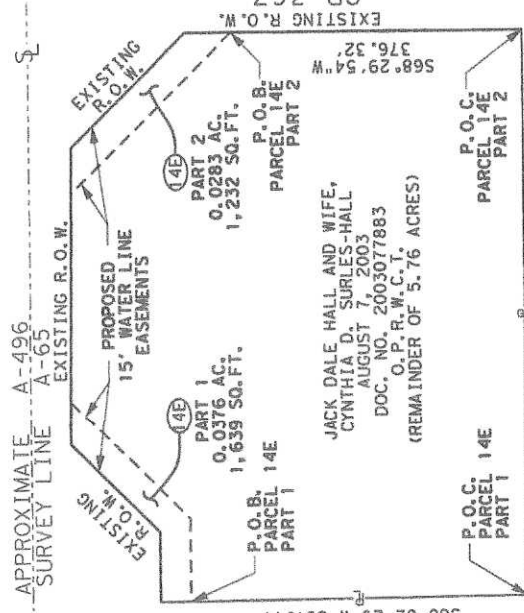 APPROXIMATE A-496
SURVEY LINE A-65
SL
EXISTING R.O.W.
EXISTING
R.O.W.
EXISTING
R.O.W.
PROPOSED
15' WATER LINE
EASEMENTS
14E
PART 1
0.0376 AC.
1,639 SQ.FT.
14E
PART 2
0.0283 AC.
1,232 SQ.FT.
P.O.B.
PARCEL 14E
PART 1
P.O.B.
PARCEL 14E
PART 2
JACK DALE HALL AND WIFE,
CYNTHIA D. SURLES-HALL
AUGUST 7, 2003
DOC. NO. 2003077883
O.P.R.W.C.T.
(REMAINDER OF 5.76 ACRES)
P.O.C.
PARCEL 14E
PART 1
P.O.C.
PARCEL 14E
PART 2
EXISTING R.O.W.
S68°29'54"W
376.32'